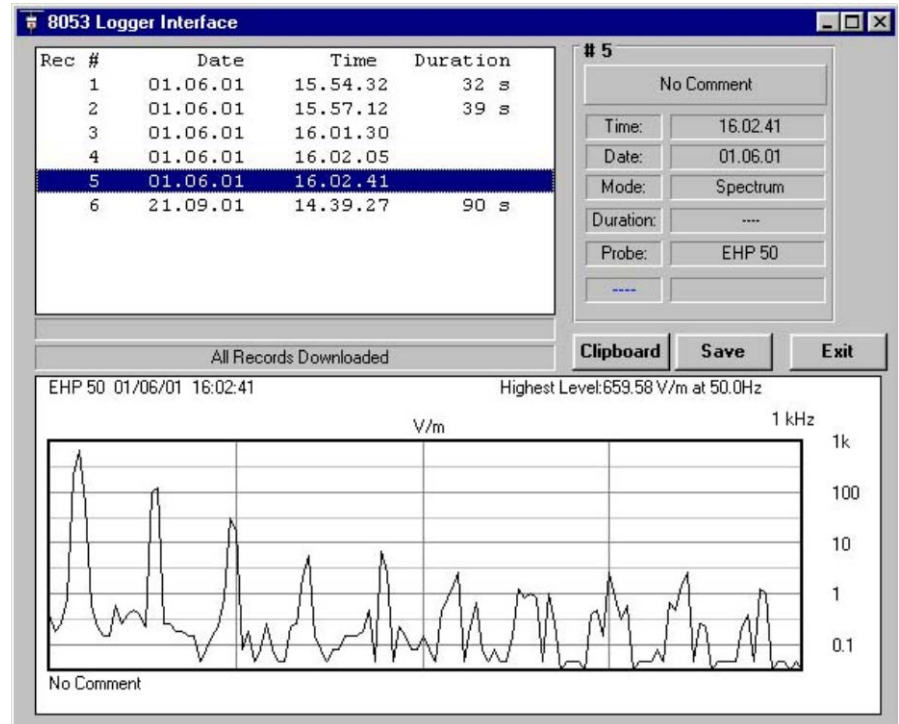 8053 Logger Interface
Rec # Date Time Duration
1 01.06.01 15.54.32 32 s
2 01.06.01 15.57.12 39 s
3 01.06.01 16.01.30
4 01.06.01 16.02.05
5 01.06.01 16.02.41
6 21.09.01 14.39.27 90 s
# 5
No Comment
Time: 16.02.41
Date: 01.06.01
Mode: Spectrum
Duration: ----
Probe: EHP 50
----
All Records Downloaded
Clipboard Save Exit
EHP 50 01/06/01 16:02:41 Highest Level:659.58 V/m at 50.0Hz
V/m 1 kHz
1k
100
10
1
0.1
No Comment